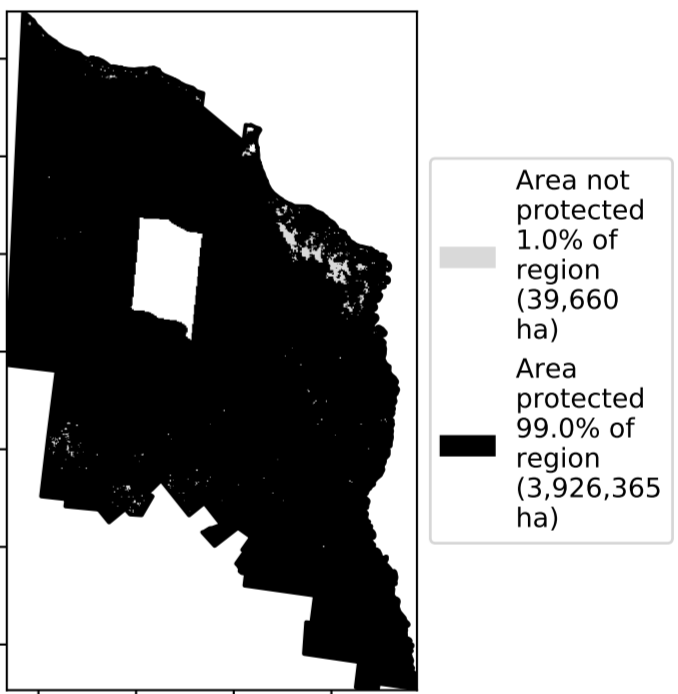 Area not
protected
1.0% of
region
(39,660
ha)
Area
protected
99.0% of
region
(3,926,365
ha)